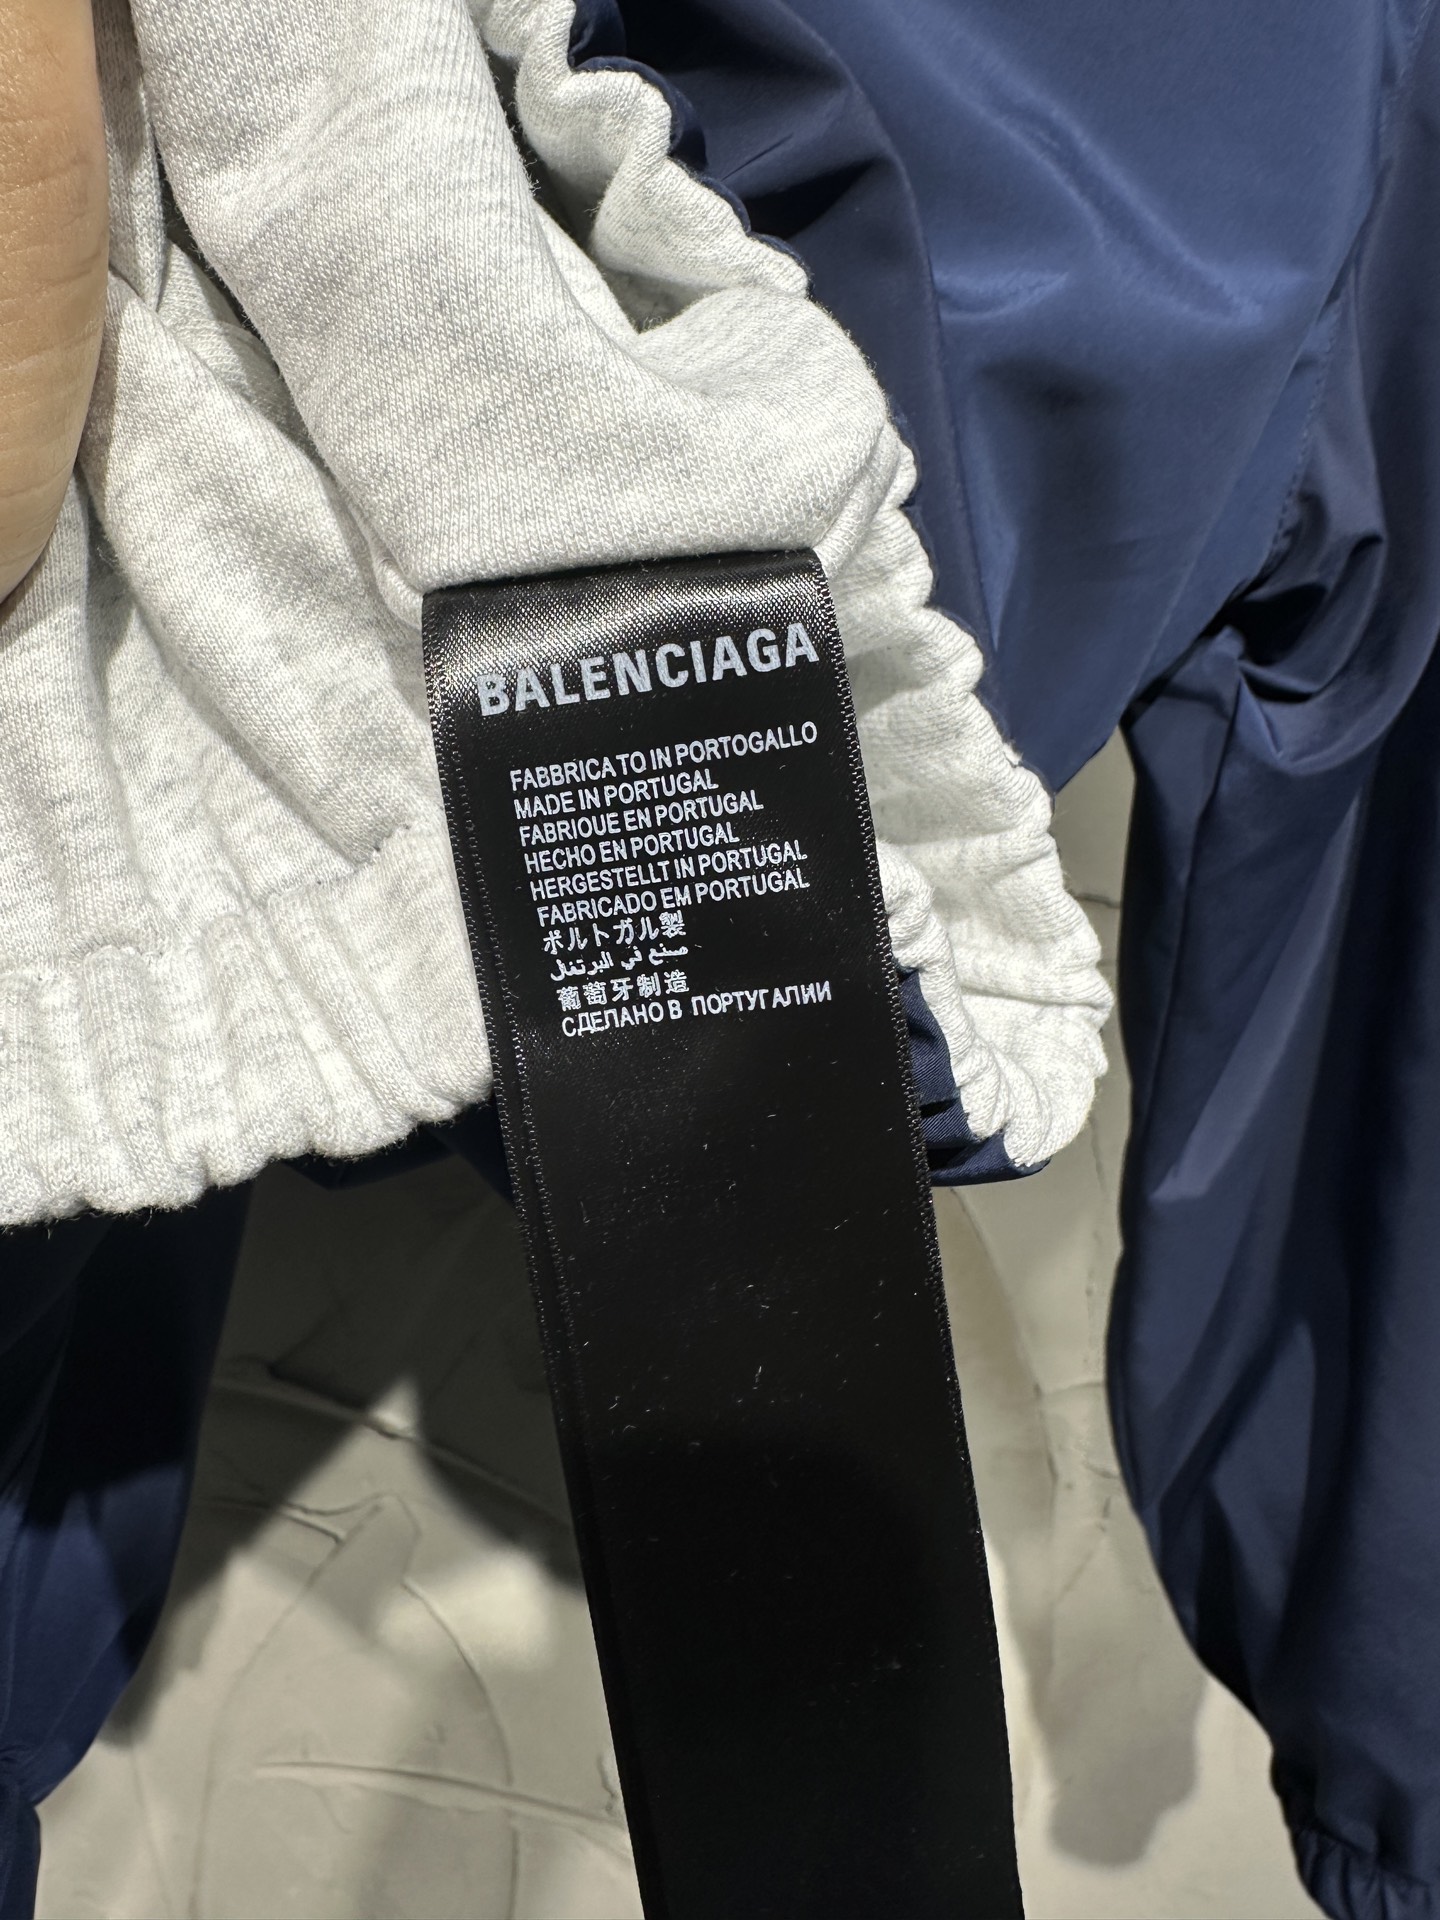 BALENCIAGA
FABBRICATO IN PORTOGALLO
MADE IN PORTUGAL
FABRIOUE EN PORTUGAL
HECHO EN PORTUGAL
HERGESTELLT IN PORTUGAL
FABRICADO EM PORTUGAL
ポルトガル製
صنع في البرتغال
葡萄牙制造
СДЕЛАНО В ПОРТУГАЛИИ